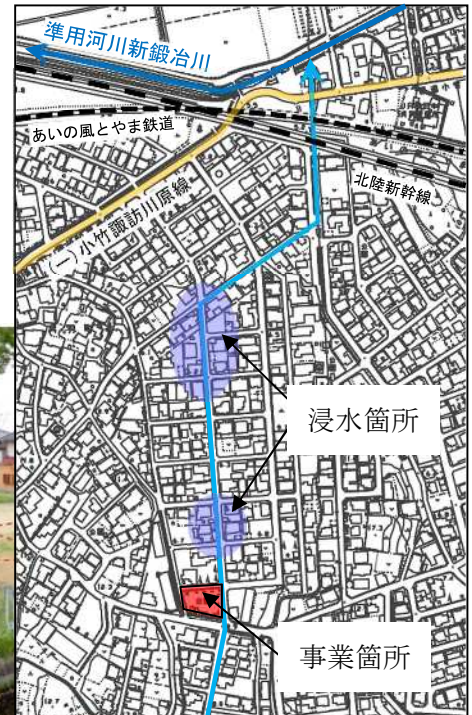 準用河川新鍛冶川
あいの風とやま鉄道
北陸新幹線
(一)小竹諏訪川原線
浸水箇所
事業箇所